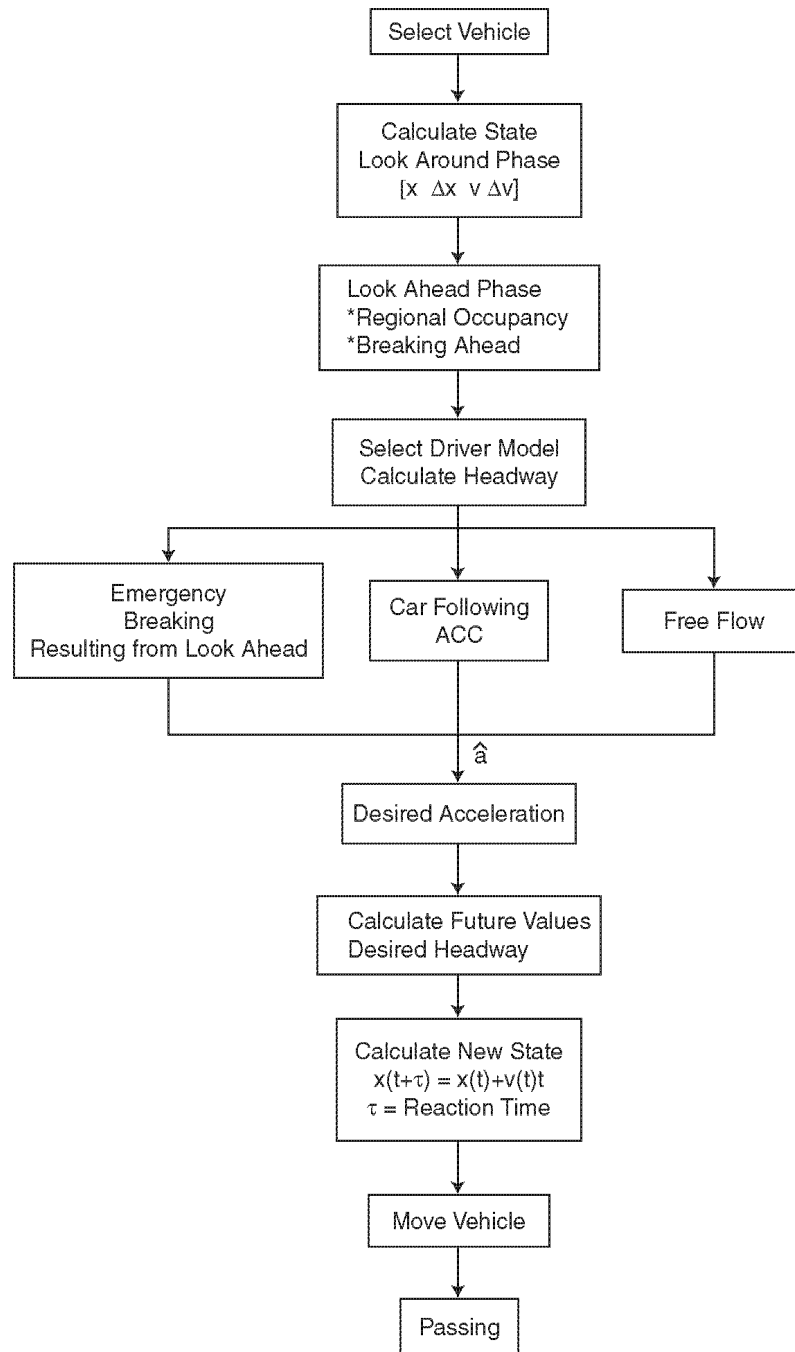 Select Vehicle
Calculate State
Look Around Phase
[x Δx v Δv]
Look Ahead Phase
*Regional Occupancy
*Breaking Ahead
Select Driver Model
Calculate Headway
Emergency
Breaking
Resulting from Look Ahead
Car Following
ACC
Free Flow
â
Desired Acceleration
Calculate Future Values
Desired Headway
Calculate New State
x(t+τ) = x(t)+v(t)t
τ = Reaction Time
Move Vehicle
Passing